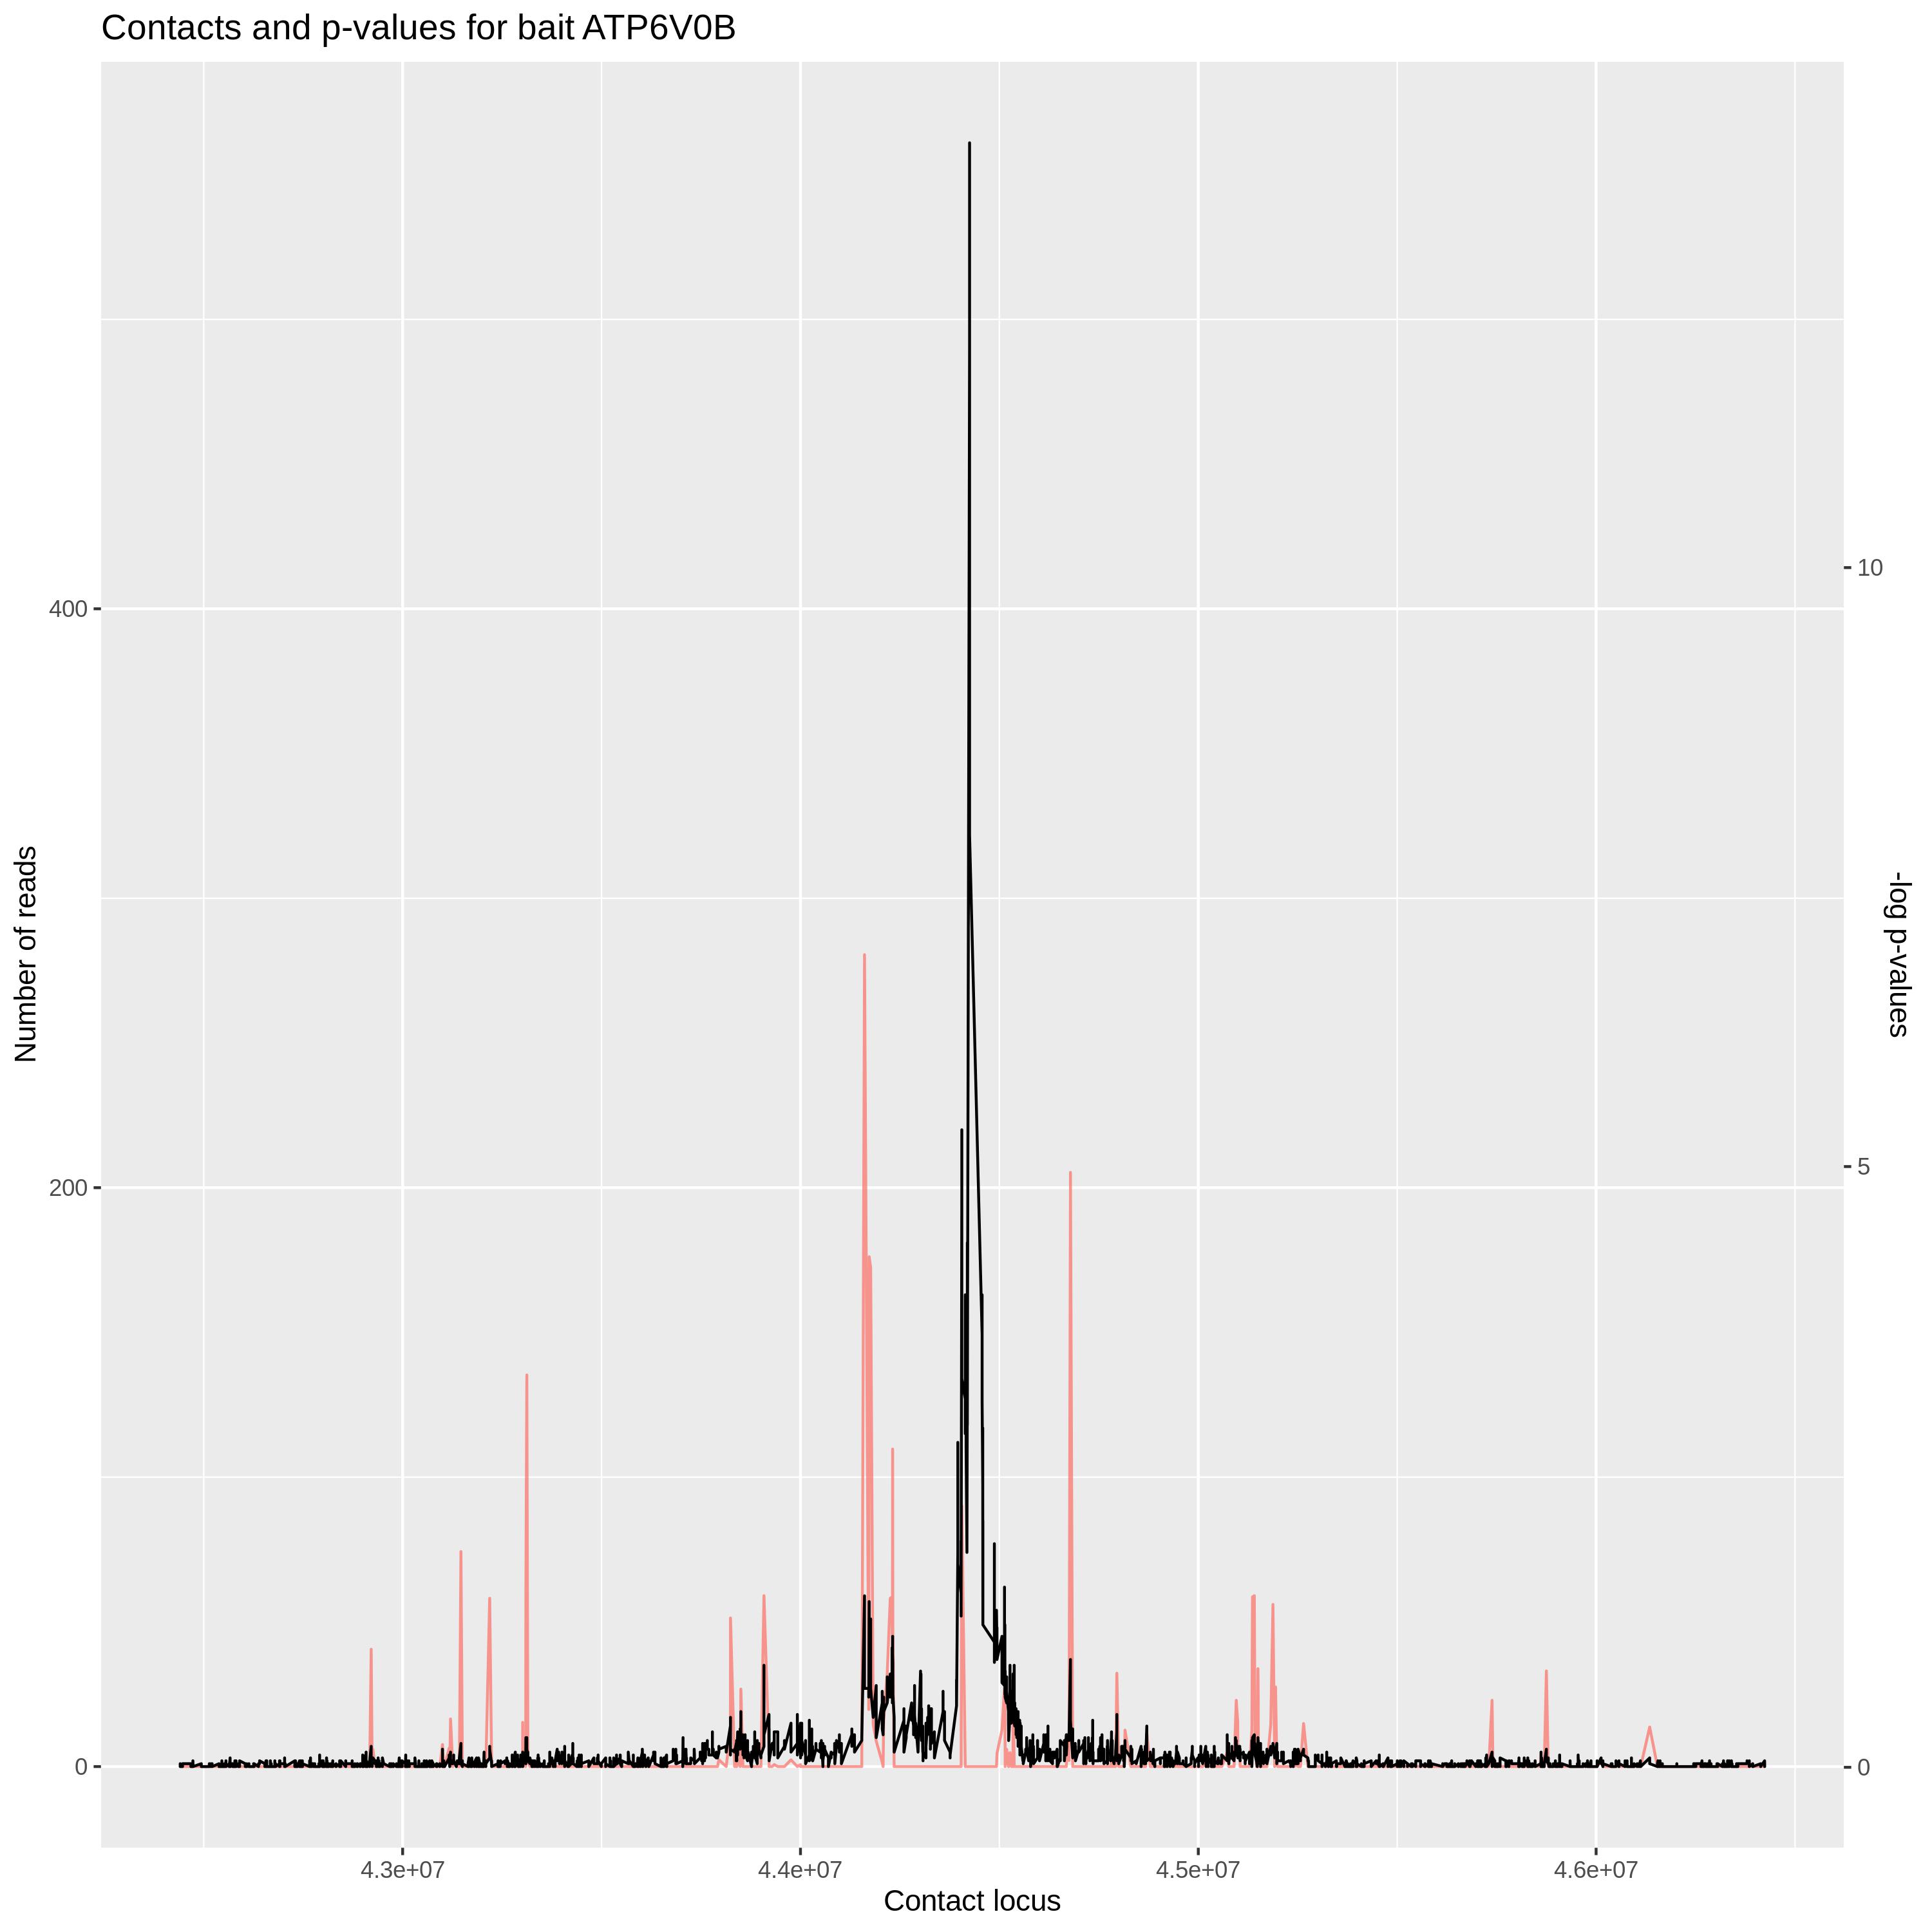 Contacts and p-values for bait ATP6V0B
Number of reads
400
200
0
10
5
0
-log p-values
4.3e+07
4.4e+07
4.5e+07
4.6e+07
Contact locus